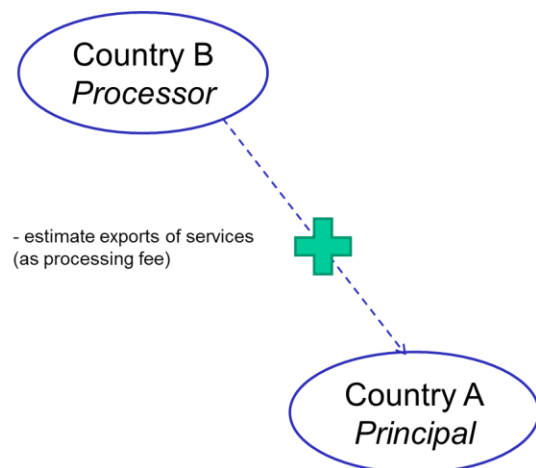 Country B
Processor
- estimate exports of services
(as processing fee)
Country A
Principal